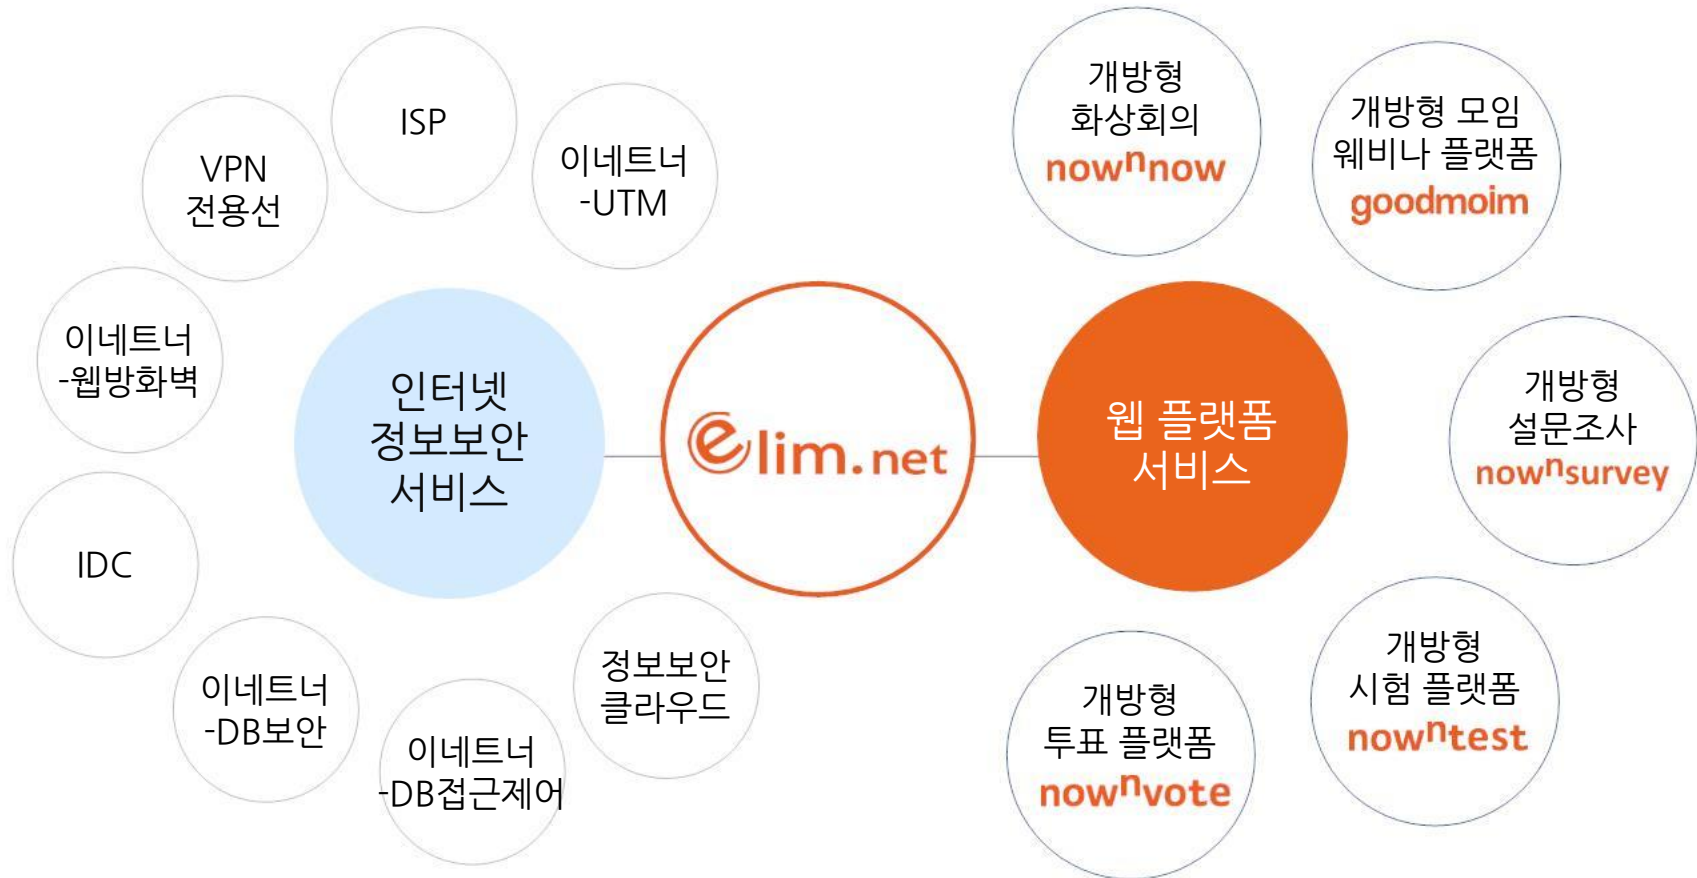 ISP
VPN
전용선
이네트너
-UTM
이네트너
-웹방화벽
인터넷
정보보안
서비스
IDC
이네트너
-DB보안
이네트너
-DB접근제어
정보보안
클라우드
elim.net
웹 플랫폼
서비스
개방형
화상회의
nownnow
개방형 모임
웨비나 플랫폼
goodmoim
개방형
설문조사
nownsurvey
개방형
시험 플랫폼
nowntest
개방형
투표 플랫폼
nownvote